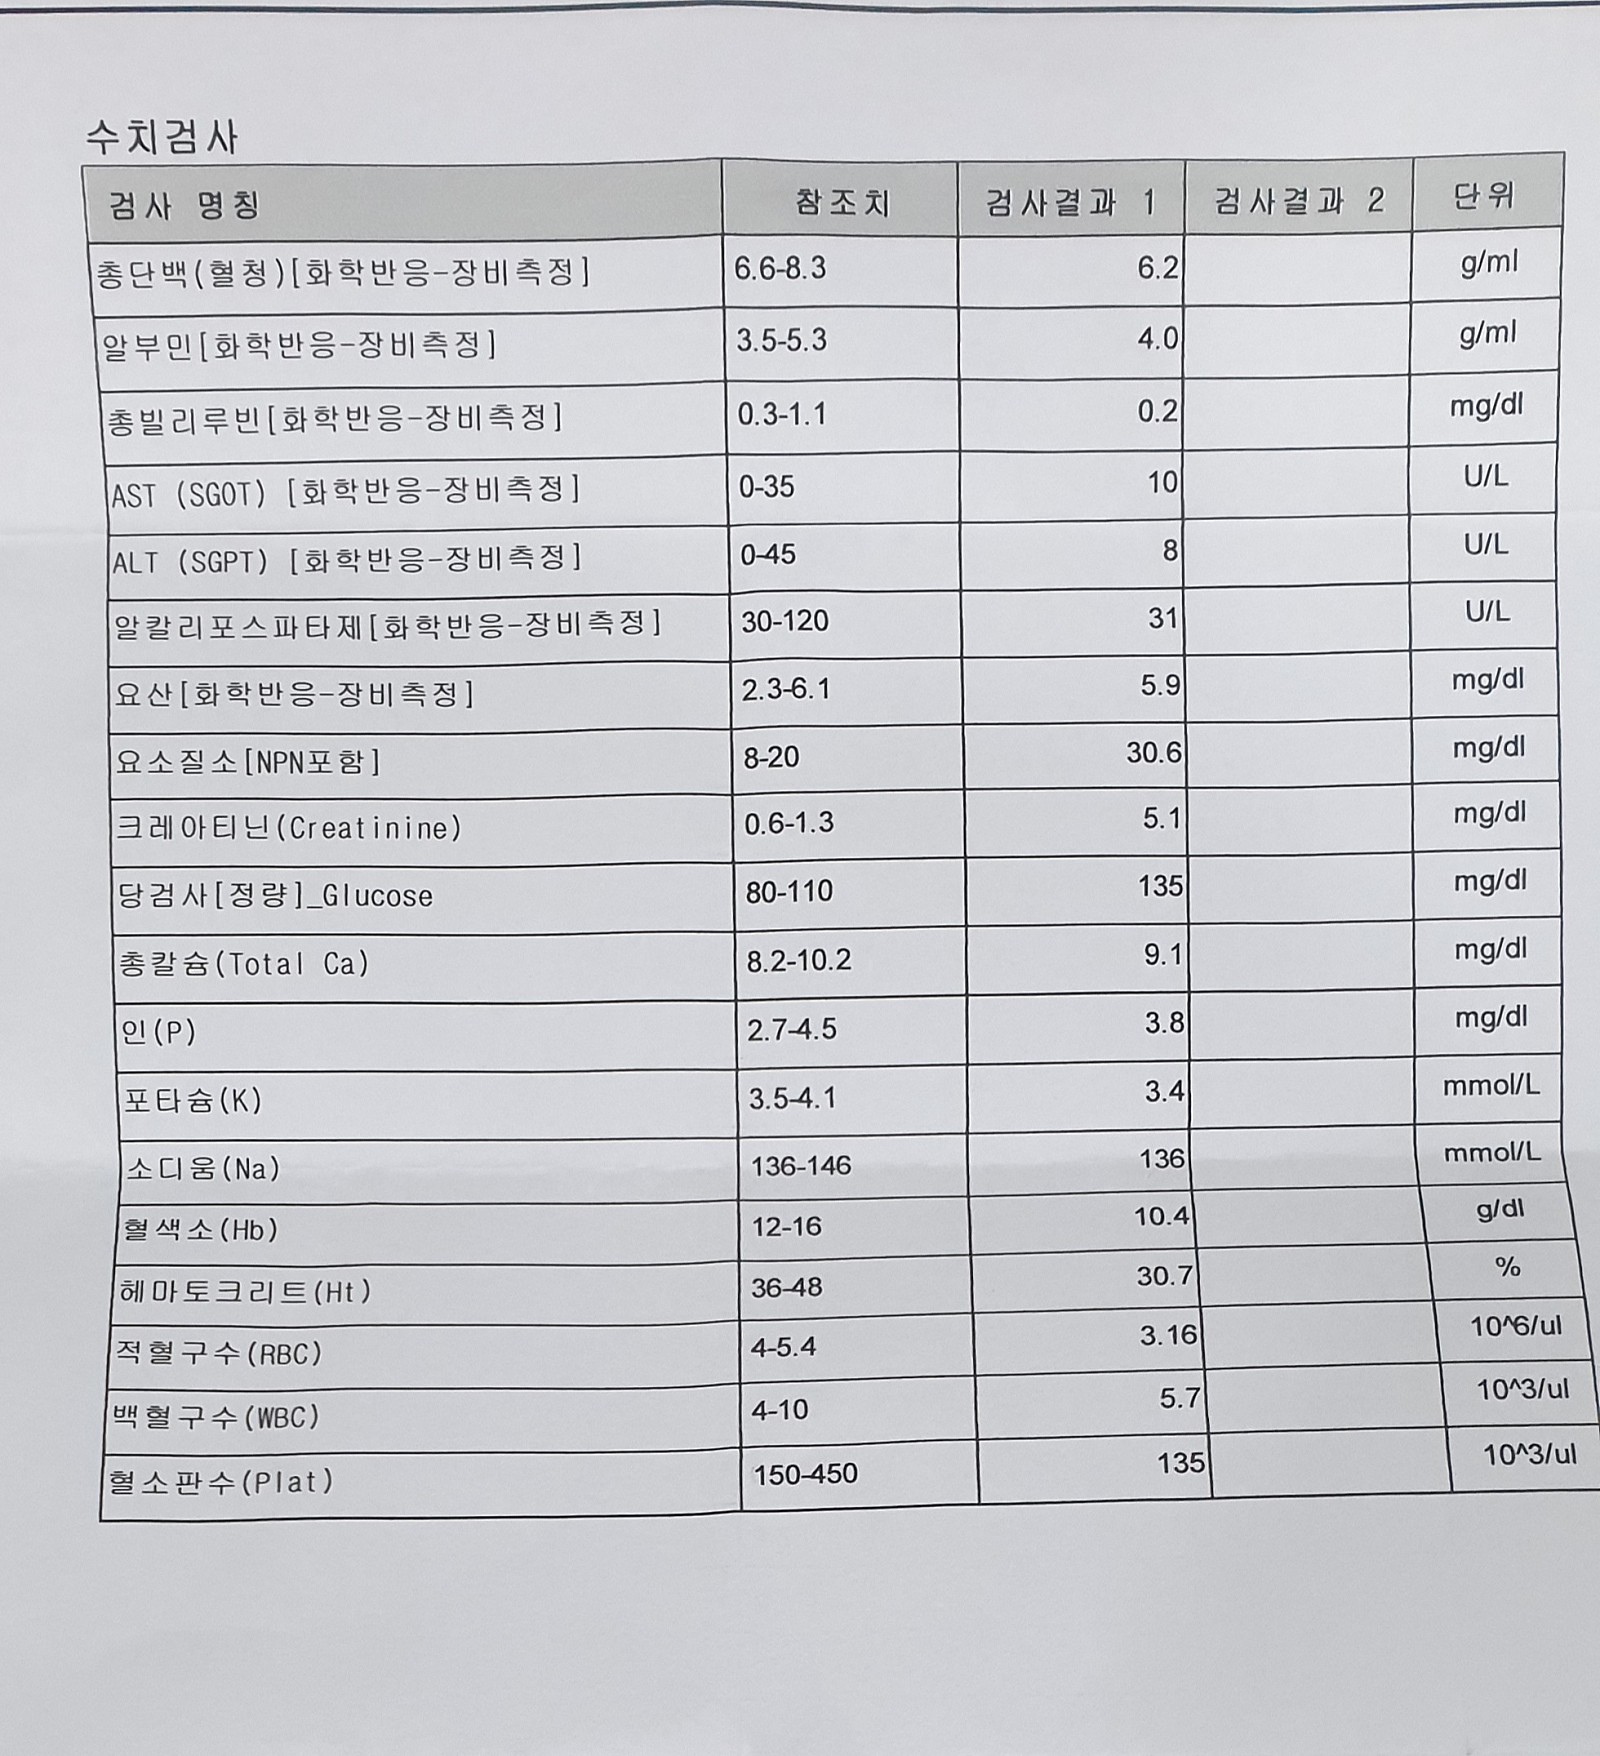 수치검사
검사 명칭 참조치 검사결과 1 검사결과 2 단위
총단백(혈청)[화학반응-장비측정] 6.6-8.3 6.2 g/ml
알부민[화학반응-장비측정] 3.5-5.3 4.0 g/ml
총빌리루빈[화학반응-장비측정] 0.3-1.1 0.2 mg/dl
AST (SGOT) [화학반응-장비측정] 0-35 10 U/L
ALT (SGPT) [화학반응-장비측정] 0-45 8 U/L
알칼리포스파타제[화학반응-장비측정] 30-120 31 U/L
요산[화학반응-장비측정] 2.3-6.1 5.9 mg/dl
요소질소[NPN포함] 8-20 30.6 mg/dl
크레아티닌(Creatinine) 0.6-1.3 5.1 mg/dl
당검사[정량]_Glucose 80-110 135 mg/dl
총칼슘(Total Ca) 8.2-10.2 9.1 mg/dl
인(P) 2.7-4.5 3.8 mg/dl
포타슘(K) 3.5-4.1 3.4 mmol/L
소디움(Na) 136-146 136 mmol/L
혈색소(Hb) 12-16 10.4 g/dl
헤마토크리트(Ht) 36-48 30.7 %
적혈구수(RBC) 4-5.4 3.16 10^6/ul
백혈구수(WBC) 4-10 5.7 10^3/ul
혈소판수(Plat) 150-450 135 10^3/ul